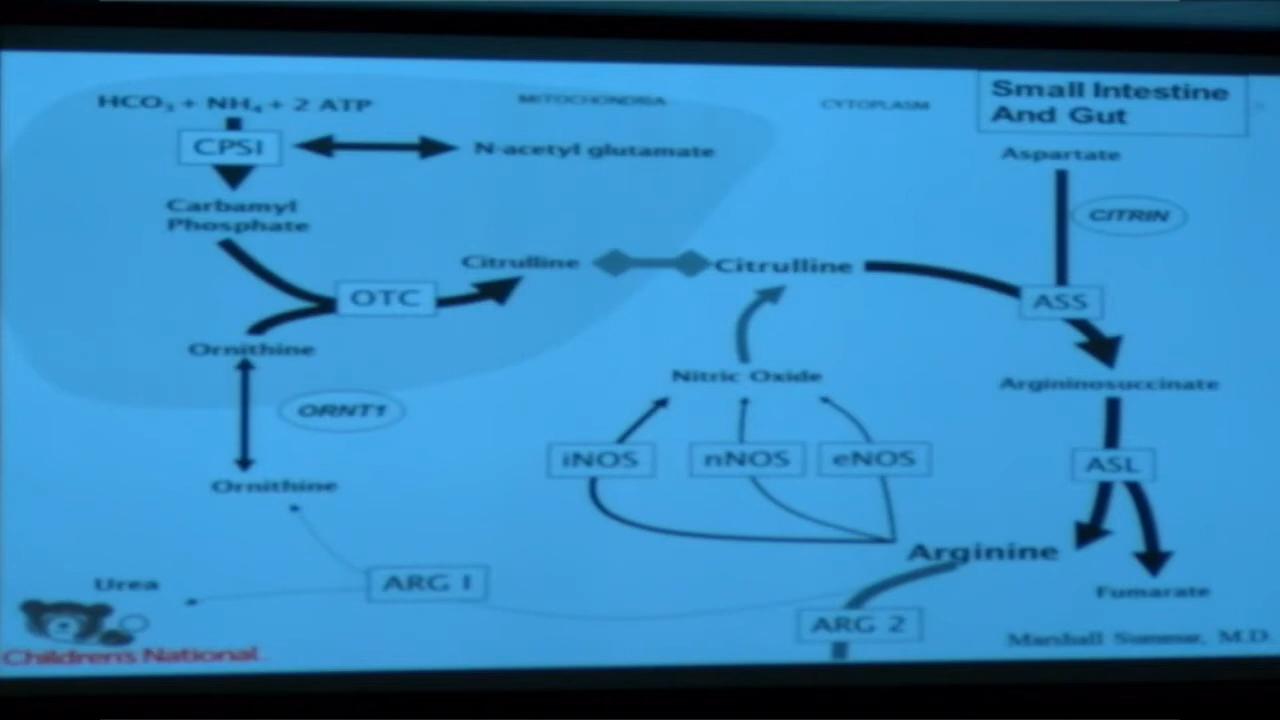 HCO3 + NH4 + 2 ATP
MITOCHONDRIA
CYTOPLASM
Small Intestine
And Gut
CPSI
N-acetyl glutamate
Aspartate
Carbamyl
Phosphate
CITRIN
Citrulline
Citrulline
OTC
ASS
Ornithine
Nitric Oxide
Argininosuccinate
ORNT1
iNOS
nNOS
eNOS
ASL
Ornithine
Arginine
Urea
ARG I
Fumarate
ARG 2
Marshall Summar, M.D.
Children's National